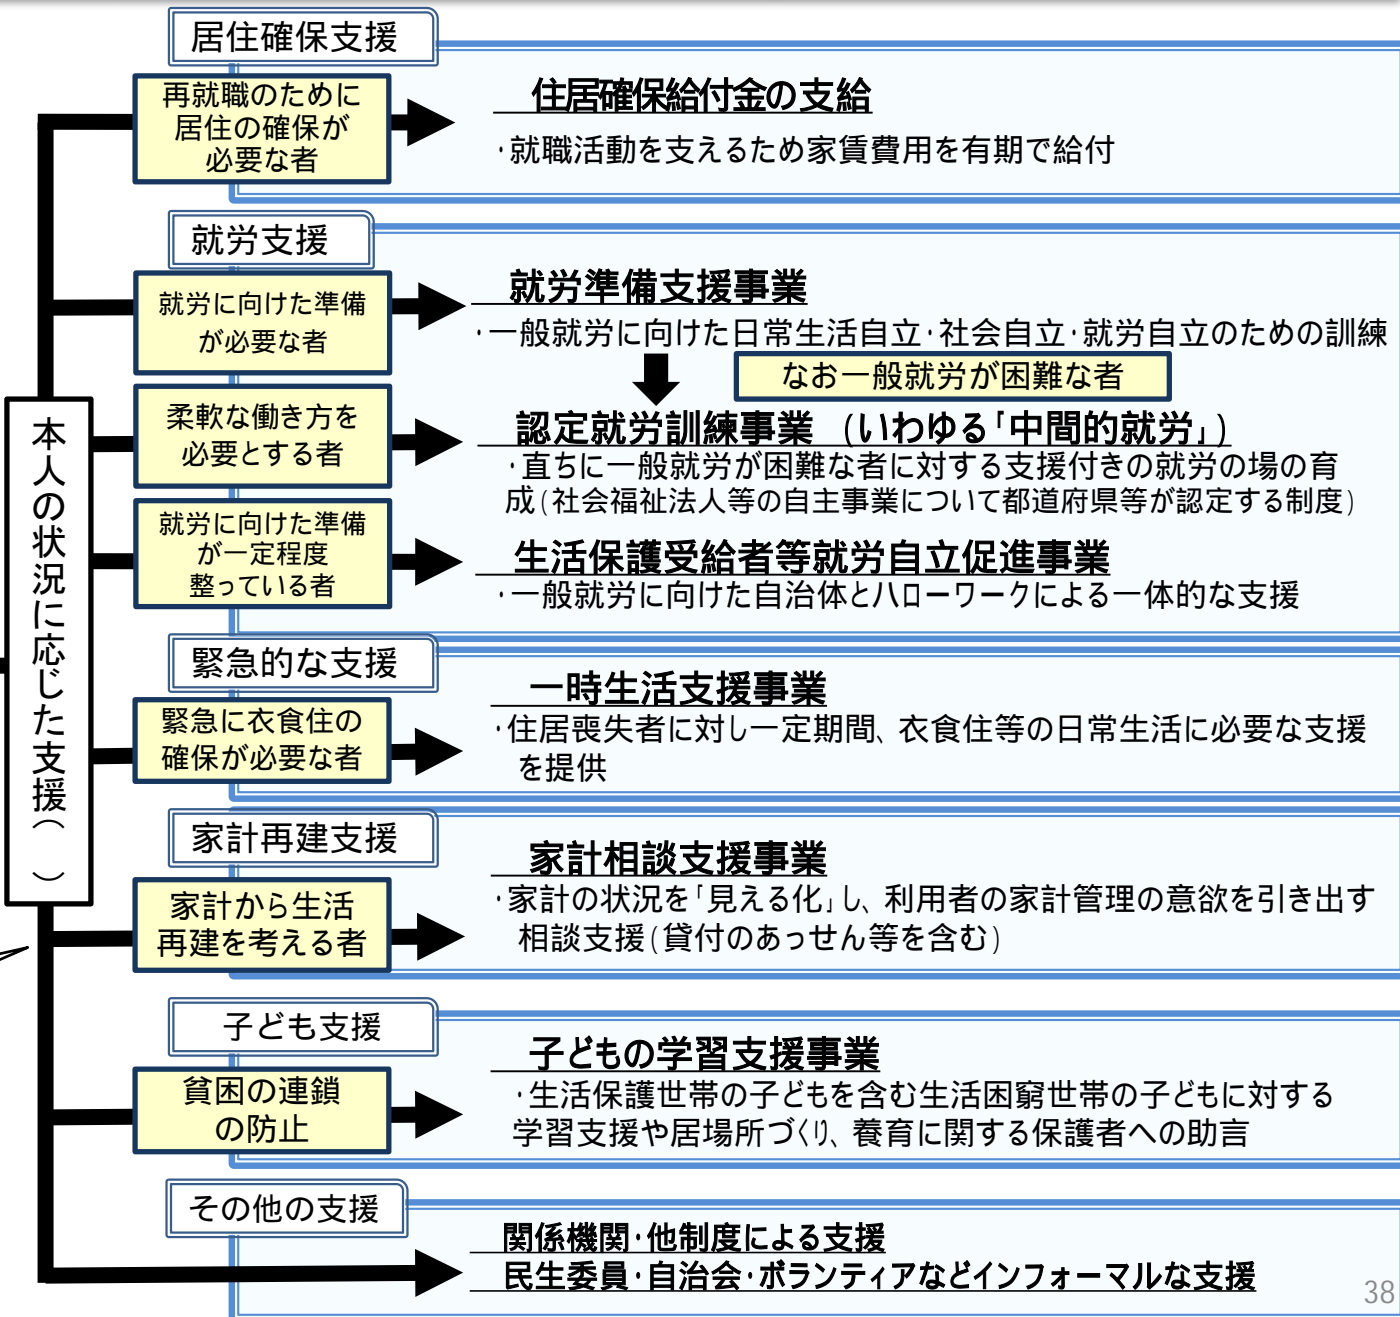 居住確保支援
再就職のために
居住の確保が
必要な者
住居確保給付金の支給
・就職活動を支えるため家賃費用を有期で給付
就労支援
就労に向けた準備
が必要な者
就労準備支援事業
・一般就労に向けた日常生活自立・社会自立・就労自立のための訓練
なお一般就労が困難な者
柔軟な働き方を
必要とする者
認定就労訓練事業 (いわゆる「中間的就労」)
・直ちに一般就労が困難な者に対する支援付きの就労の場の育
成(社会福祉法人等の自主事業について都道府県等が認定する制度)
就労に向けた準備
が一定程度
整っている者
生活保護受給者等就労自立促進事業
・一般就労に向けた自治体とハローワークによる一体的な支援
本人の状況に応じた支援( )
緊急的な支援
緊急に衣食住の
確保が必要な者
一時生活支援事業
・住居喪失者に対し一定期間、衣食住等の日常生活に必要な支援
を提供
家計再建支援
家計から生活
再建を考える者
家計相談支援事業
・家計の状況を「見える化」し、利用者の家計管理の意欲を引き出す
相談支援(貸付のあっせん等を含む)
子ども支援
貧困の連鎖
の防止
子どもの学習支援事業
・生活保護世帯の子どもを含む生活困窮世帯の子どもに対する
学習支援や居場所づくり、養育に関する保護者への助言
その他の支援
関係機関・他制度による支援
民生委員・自治会・ボランティアなどインフォーマルな支援
38